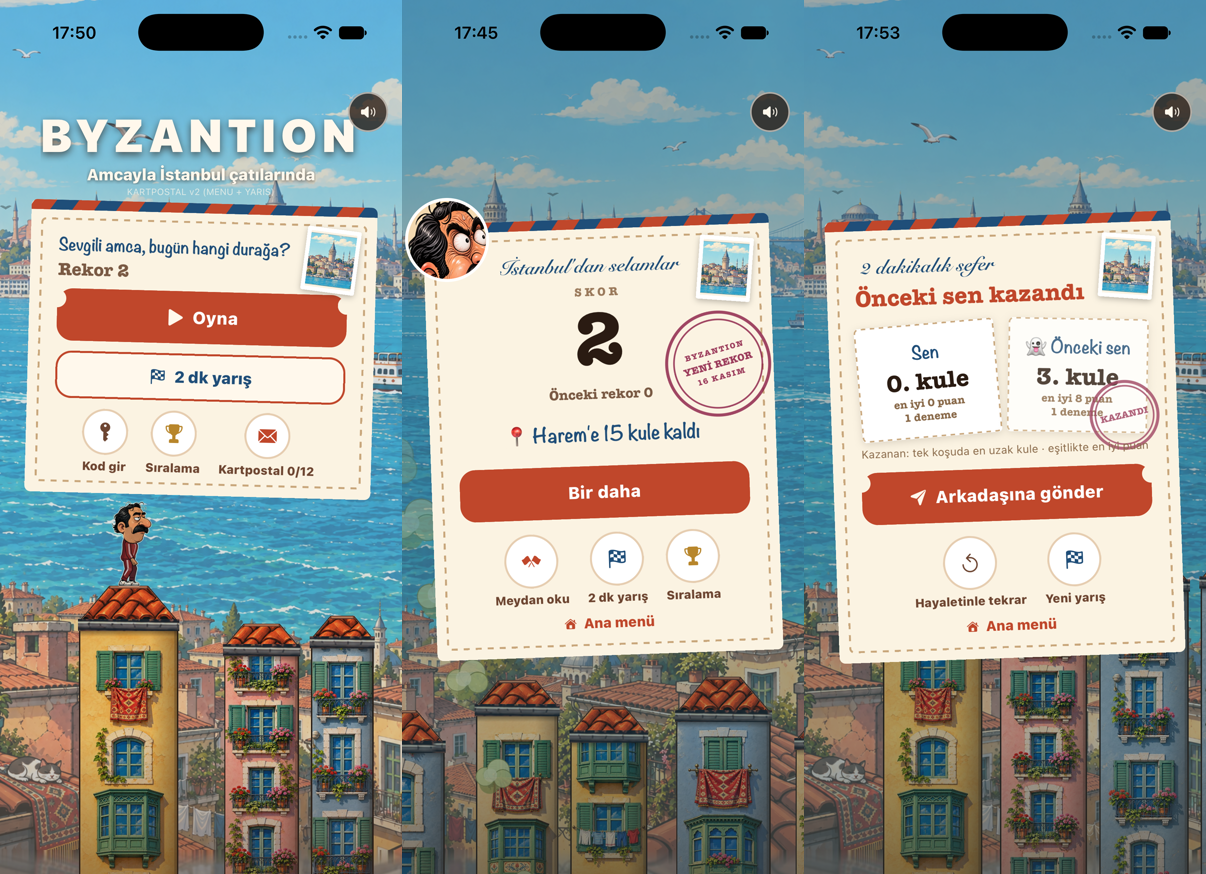 17:50
BYZANTION
Amcayla İstanbul çatılarında
KARTPOSTAL v2 (MENU + YARIS)
Sevgili amca, bugün hangi durağa?
Rekor 2
Oyna
2 dk yarış
Kod gir
Sıralama
Kartpostal 0/12
17:45
İstanbul'dan selamlar
SKOR
2
BYZANTION
YENİ REKOR
16 KASIM
Önceki rekor 0
Harem'e 15 kule kaldı
Bir daha
Meydan oku
2 dk yarış
Sıralama
Ana menü
17:53
2 dakikalık sefer
Önceki sen kazandı
Sen
0. kule
en iyi 0 puan
1 deneme
Önceki sen
3. kule
en iyi 8 puan
1 deneme
KAZANDI
Kazanan: tek koşuda en uzak kule · eşitlikte en iyi puan
Arkadaşına gönder
Hayaletinle tekrar
Yeni yarış
Ana menü